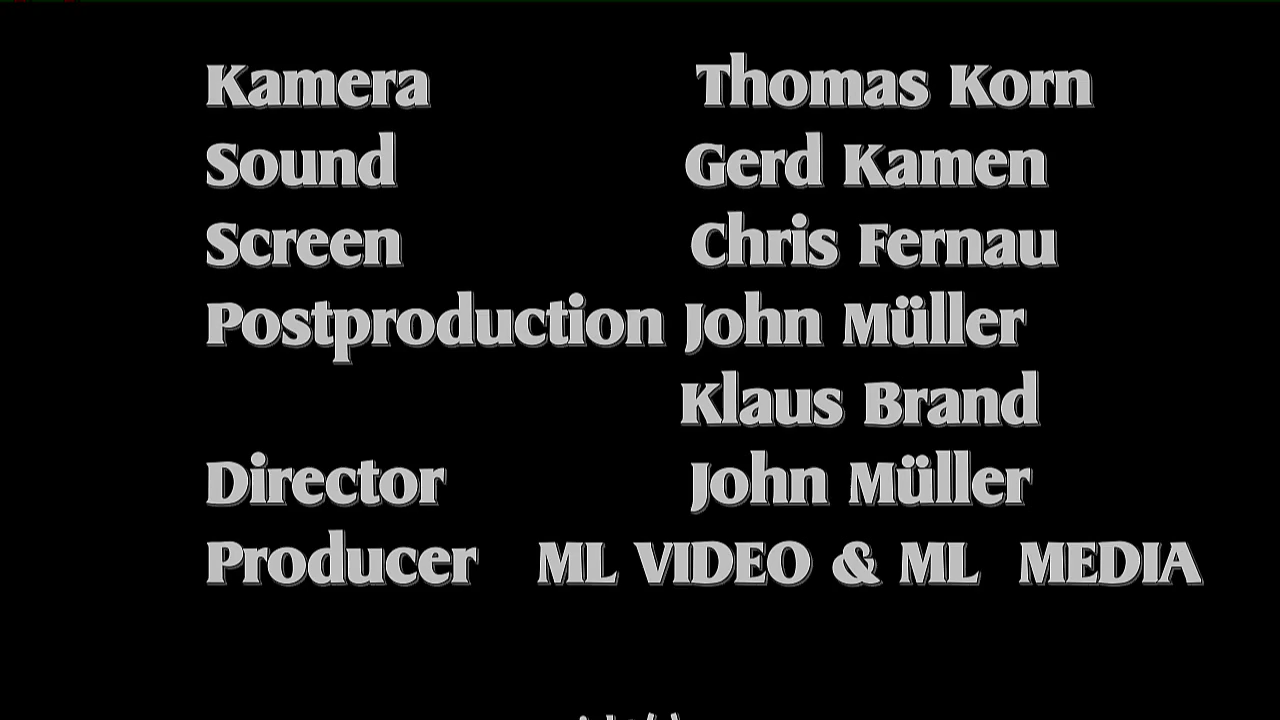 Kamera Thomas Korn
Sound Gerd Kamen
Screen Chris Fernau
Postproduction John Müller
Klaus Brand
Director John Müller
Producer ML VIDEO & ML MEDIA